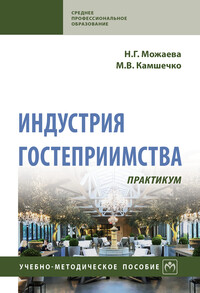 СРЕДНЕЕ
ПРОФЕССИОНАЛЬНОЕ
ОБРАЗОВАНИЕ
Н.Г. Можаева
М.В. Камшечко
ИНДУСТРИЯ
ГОСТЕПРИИМСТВА
ПРАКТИКУМ
УЧЕБНО-МЕТОДИЧЕСКОЕ ПОСОБИЕ